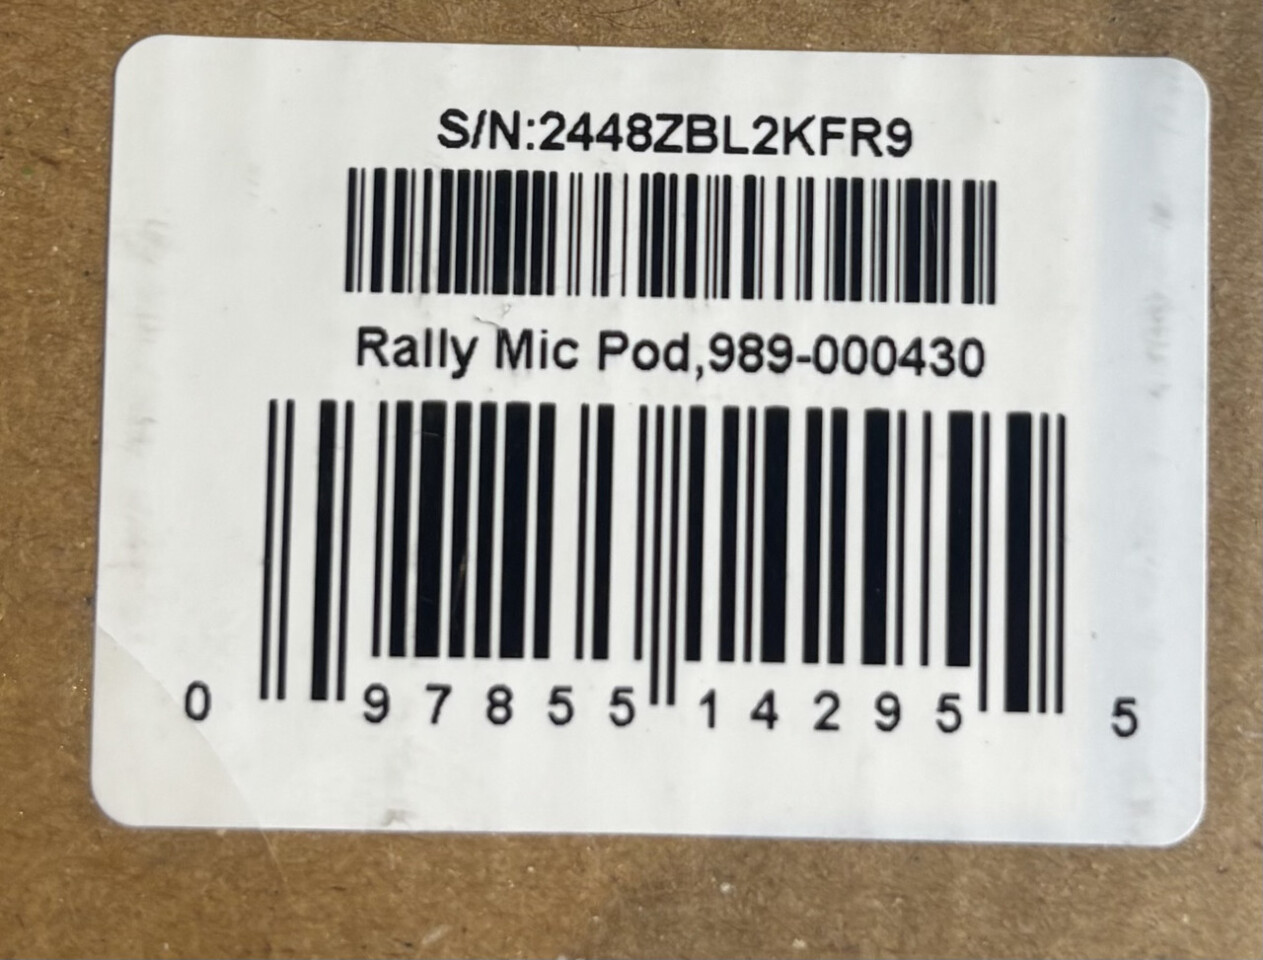 S/N:2448ZBL2KFR9
Rally Mic Pod,989-000430
0 97855 14295 5